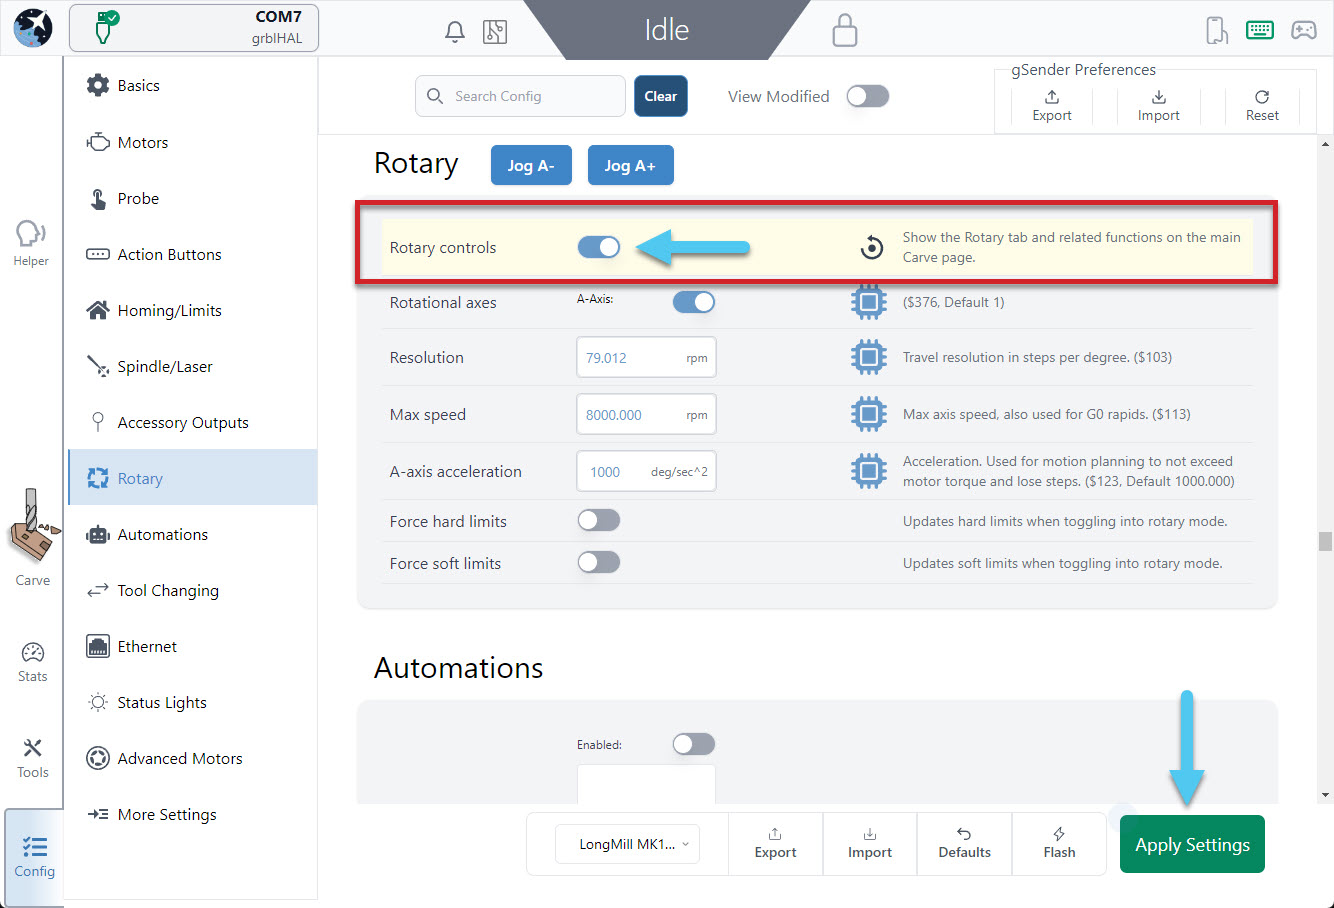 COM7
grblHAL
Idle
Helper
Carve
Stats
Tools
Config
Basics
Motors
Probe
Action Buttons
Homing/Limits
Spindle/Laser
Accessory Outputs
Rotary
Automations
Tool Changing
Ethernet
Status Lights
Advanced Motors
More Settings
Search Config
Clear
View Modified
gSender Preferences
Export
Import
Reset
Rotary
Jog A-
Jog A+
Rotary controls
Show the Rotary tab and related functions on the main
Carve page.
Rotational axes
A-Axis:
($376, Default 1)
Resolution
79.012 rpm
Travel resolution in steps per degree. ($103)
Max speed
8000.000 rpm
Max axis speed, also used for G0 rapids. ($113)
A-axis acceleration
1000 deg/sec^2
Acceleration. Used for motion planning to not exceed
motor torque and lose steps. ($123, Default 1000.000)
Force hard limits
Updates hard limits when toggling into rotary mode.
Force soft limits
Updates soft limits when toggling into rotary mode.
Automations
Enabled:
LongMill MK1...
Export
Import
Defaults
Flash
Apply Settings